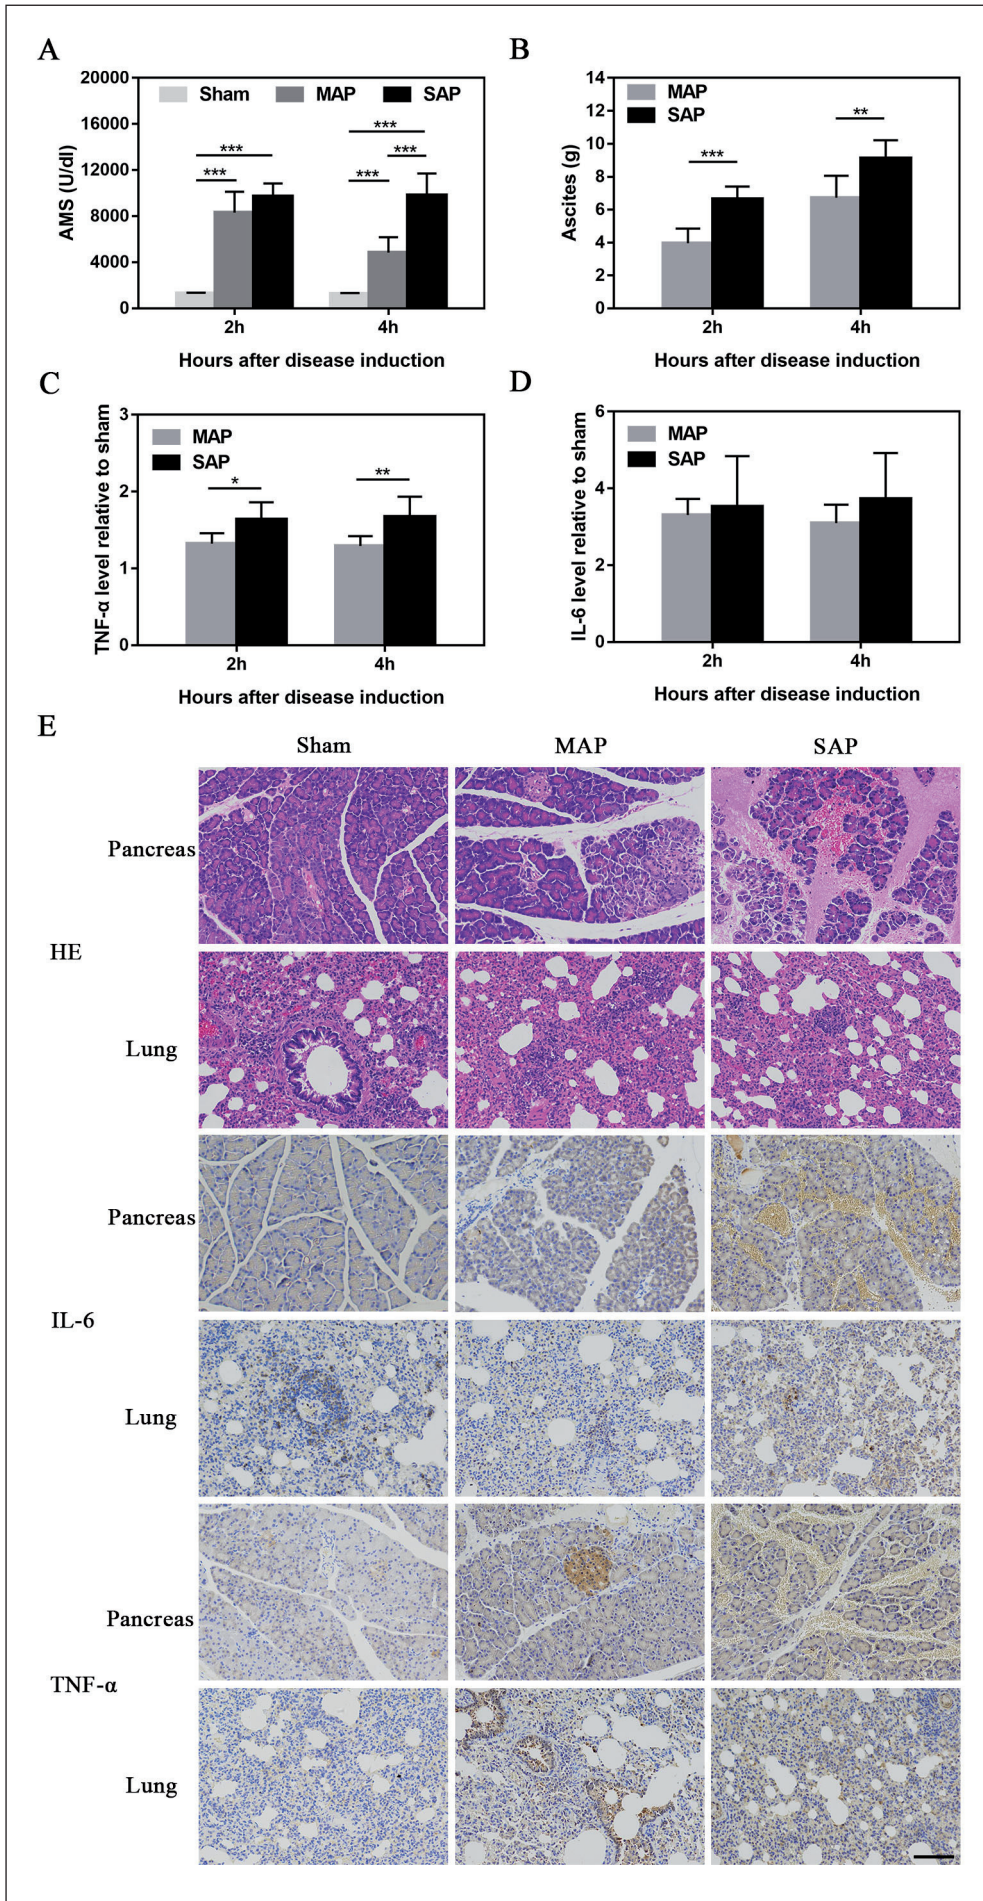 A
AMS (U/dl)
20000
16000
12000
8000
4000
0
Sham MAP SAP
*** *** *** *** ***
2h 4h
Hours after disease induction
B
Ascites (g)
14
12
10
8
6
4
2
0
MAP
SAP
*** **
2h 4h
Hours after disease induction
C
TNF-α level relative to sham
3
2
1
0
MAP
SAP
* **
2h 4h
Hours after disease induction
D
IL-6 level relative to sham
6
4
2
0
MAP
SAP
2h 4h
Hours after disease induction
E
Sham MAP SAP
Pancreas
HE
Lung
Pancreas
IL-6
Lung
Pancreas
TNF-α
Lung